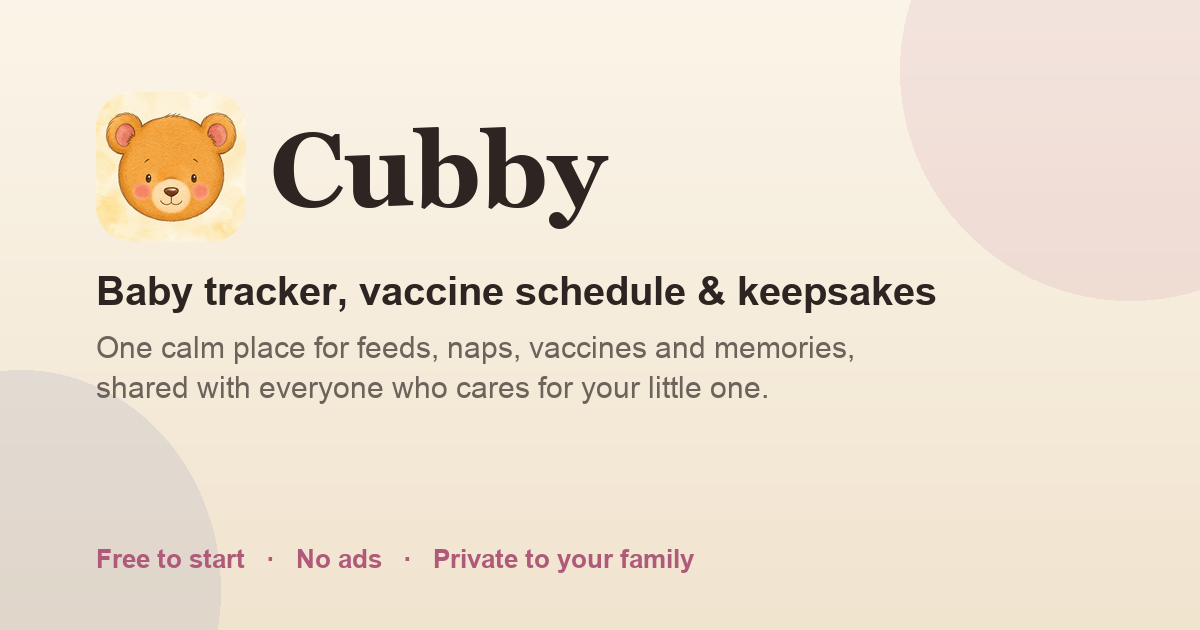 Cubby
Baby tracker, vaccine schedule & keepsakes
One calm place for feeds, naps, vaccines and memories,
shared with everyone who cares for your little one.
Free to start · No ads · Private to your family